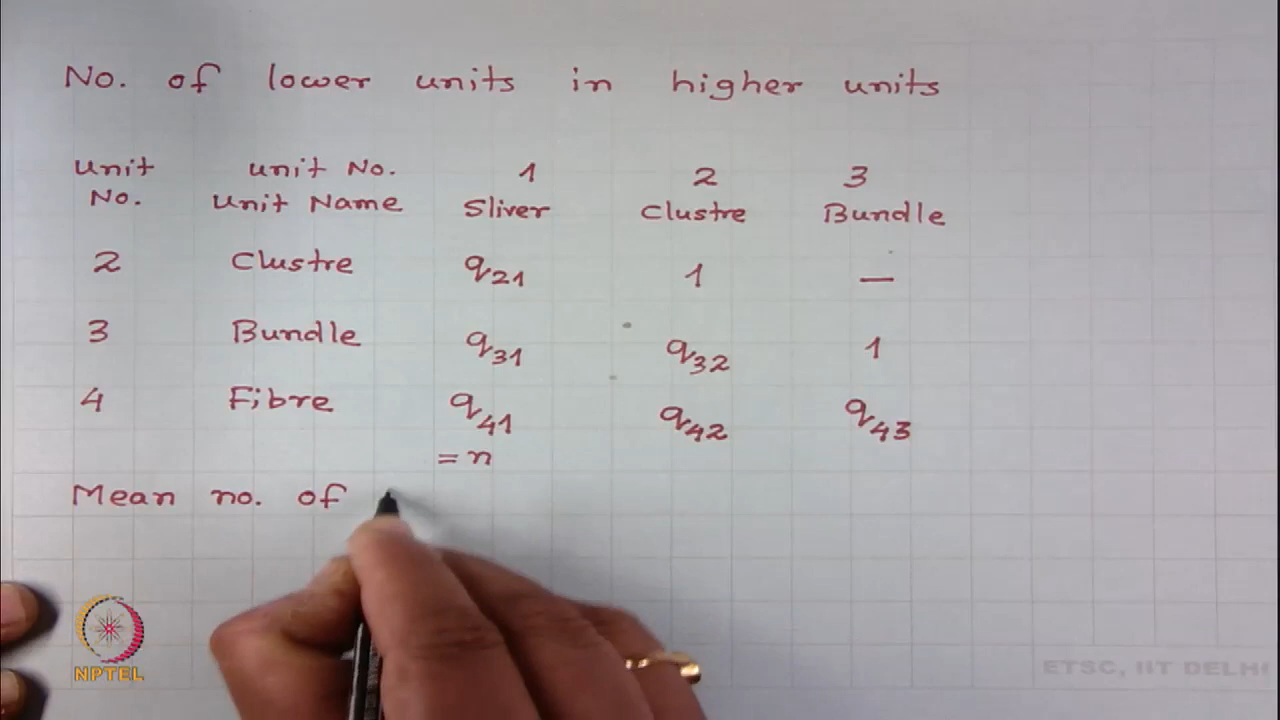 No. of lower units in higher units
Unit Unit No. 1 2 3
No. Unit Name Sliver Clustre Bundle
2 Clustre q21 1 —
3 Bundle q31 q32 1
4 Fibre q41 q42 q43
= n
Mean no. of
NPTEL
ETSC, IIT DELHI